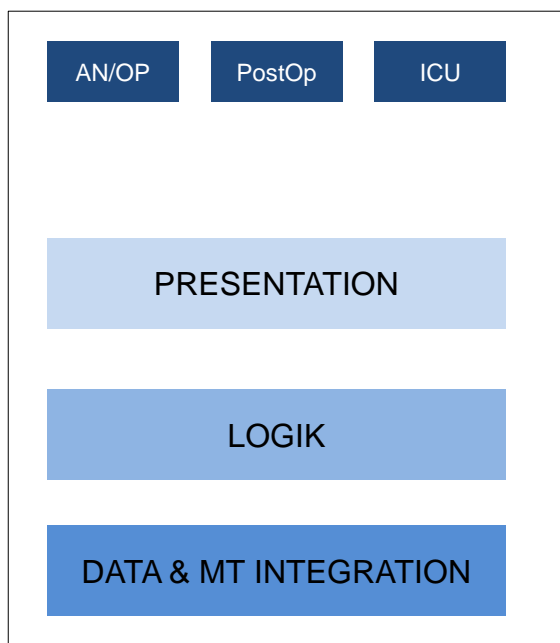 AN/OP PostOp ICU
PRESENTATION
LOGIK
DATA & MT INTEGRATION